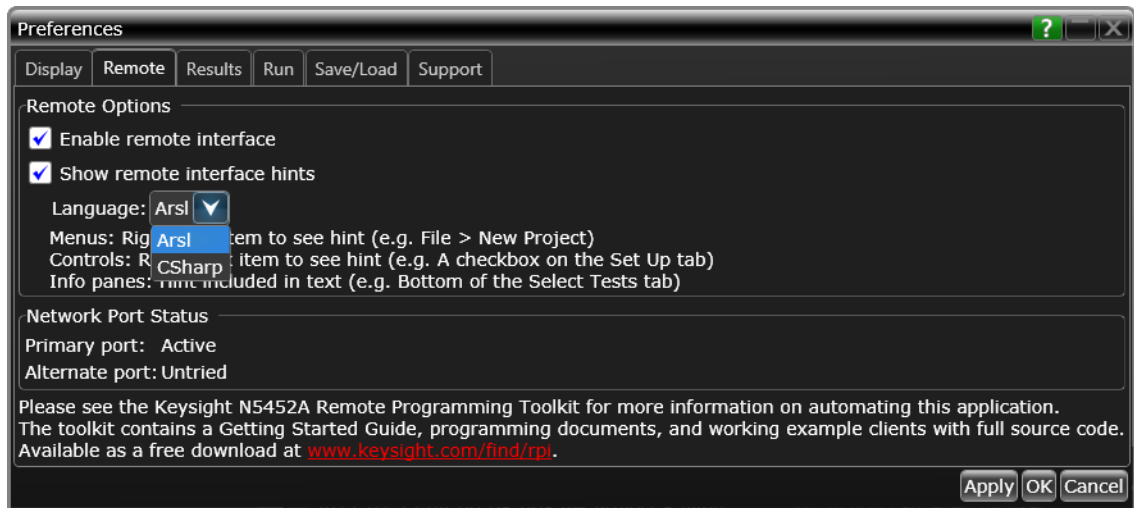 Preferences
?
Display Remote Results Run Save/Load Support
Remote Options
Enable remote interface
Show remote interface hints
Language: Arsl
Menus: Rig
Arsl
em to see hint (e.g. File > New Project)
Controls: R
CSharp
item to see hint (e.g. A checkbox on the Set Up tab)
Info panes: Hint included in text (e.g. Bottom of the Select Tests tab)
Network Port Status
Primary port: Active
Alternate port: Untried
Please see the Keysight N5452A Remote Programming Toolkit for more information on automating this application.
The toolkit contains a Getting Started Guide, programming documents, and working example clients with full source code.
Available as a free download at www.keysight.com/find/rpi.
Apply OK Cancel